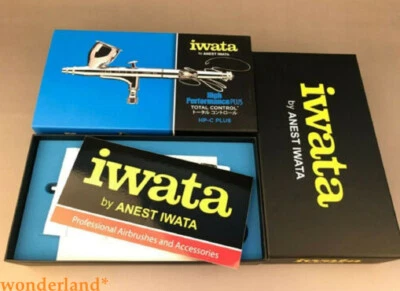 iwata
by ANEST IWATA
High
Performance PLUS
TOTAL CONTROL
トータル コントロール
HP-C PLUS
iwata
by ANEST IWATA
iwata
by ANEST IWATA
Professional Airbrushes and Accessories
wonderland*